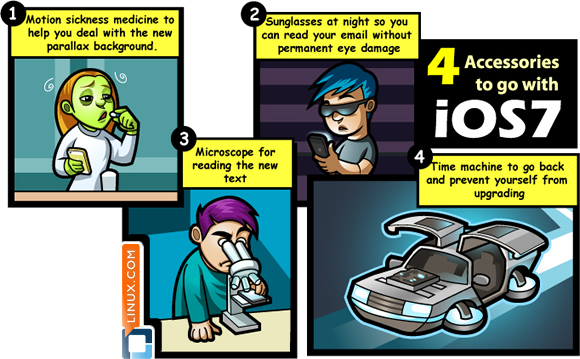 4 Accessories
to go with
iOS7
1
Motion sickness medicine to
help you deal with the new
parallax background.
2
Sunglasses at night so you
can read your email without
permanent eye damage
3
Microscope for
reading the new
text
4
Time machine to go back
and prevent yourself from
upgrading
LINUX.COM